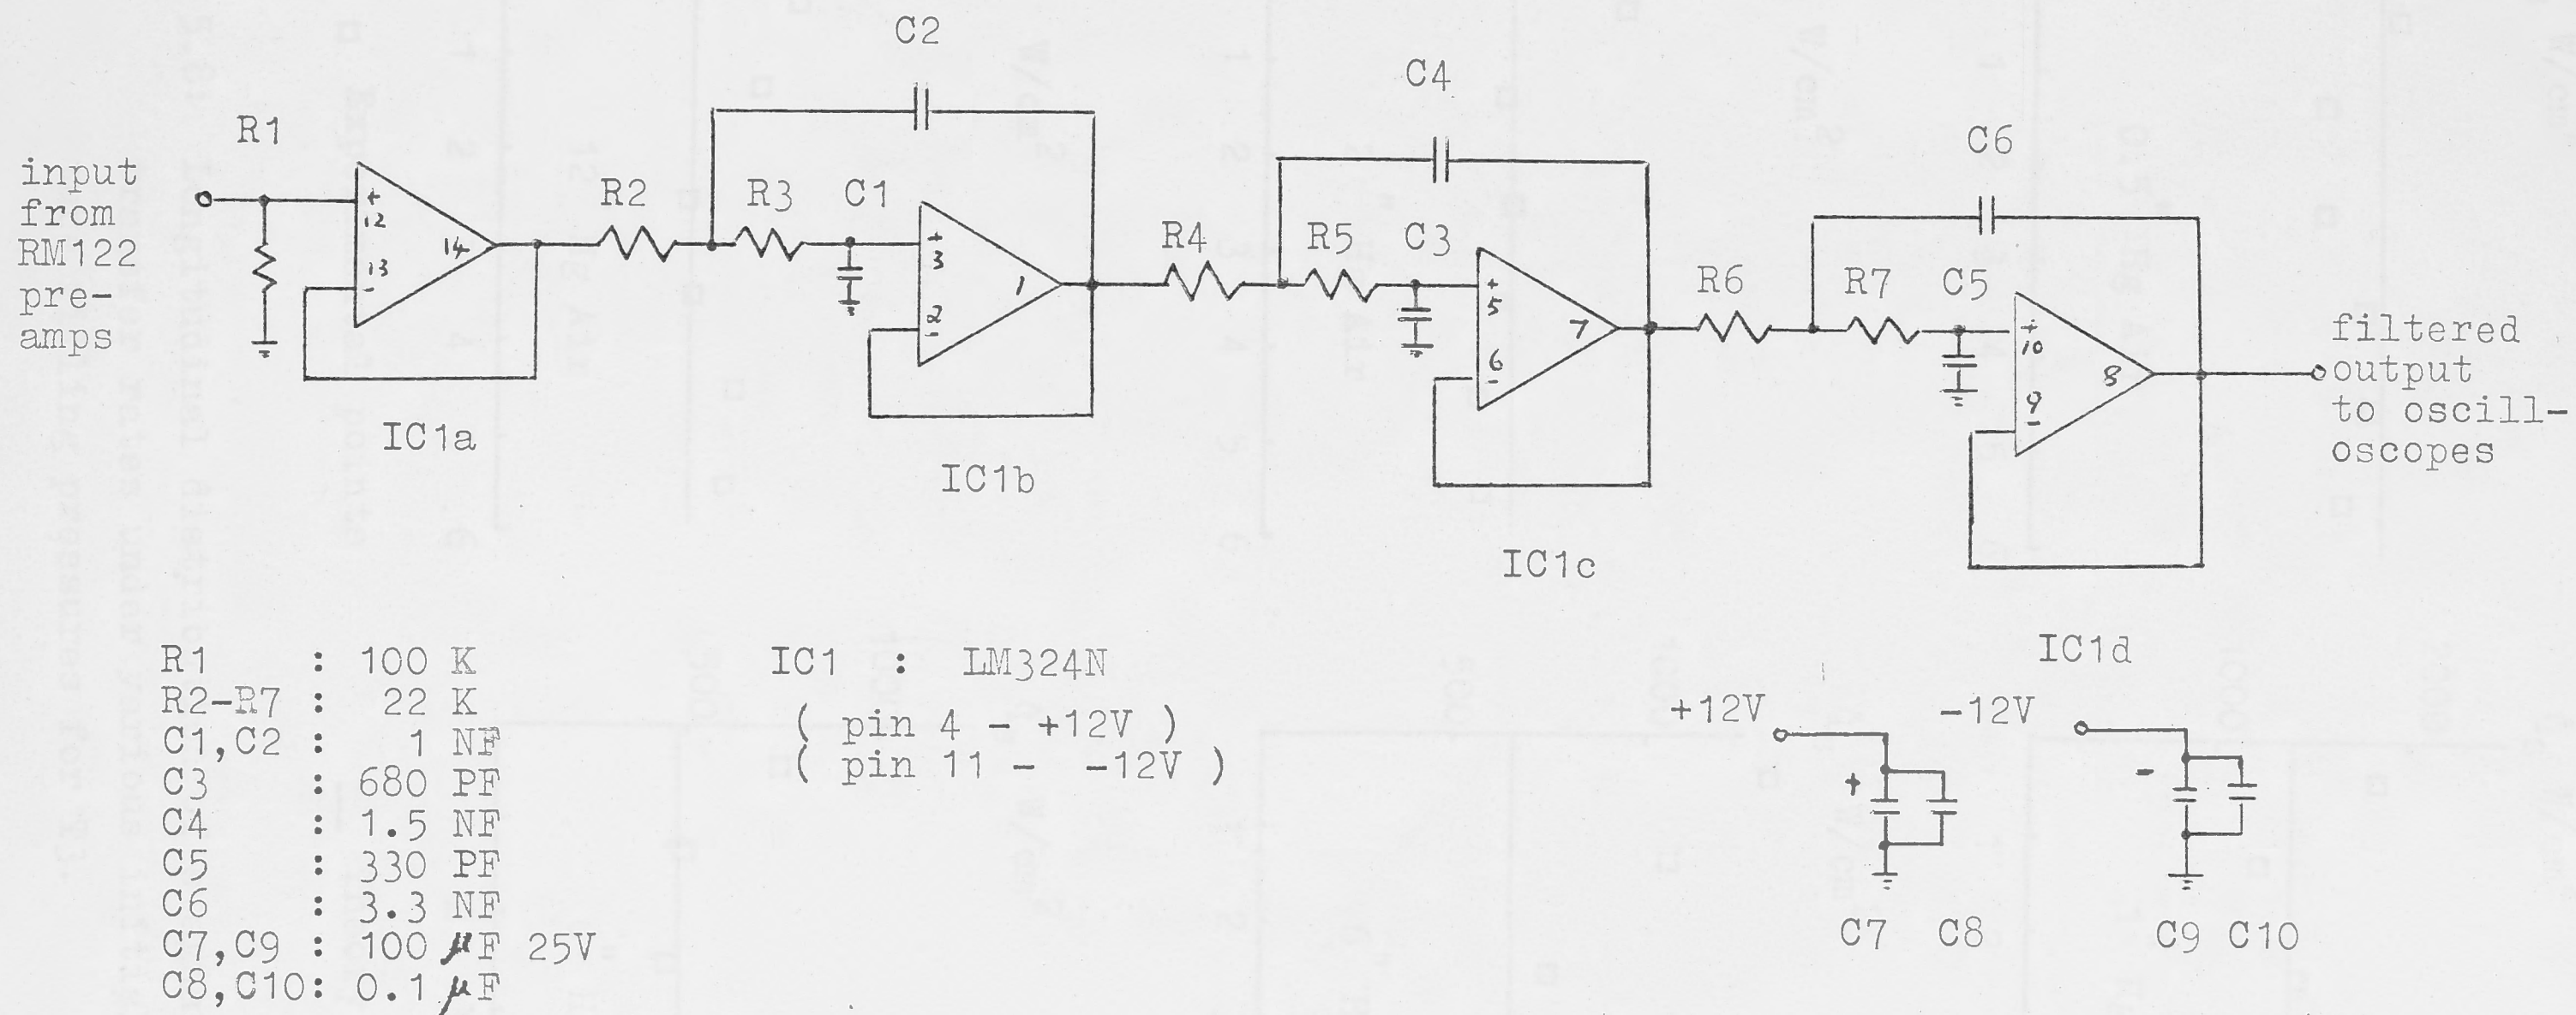 C2
C4
R1
C6
input
from
RM122
pre-
amps
+
12
13
-
14
R2
R3
C1
+
3
2
-
1
R4
R5
C3
+
5
6
-
7
R6
R7
C5
+
10
9
-
8
filtered
output
to oscill-
oscopes
IC1a
IC1b
IC1c
IC1d
R1 : 100 K
R2-R7 : 22 K
C1,C2 : 1 NF
C3 : 680 PF
C4 : 1.5 NF
C5 : 330 PF
C6 : 3.3 NF
C7,C9 : 100 μF 25V
C8,C10: 0.1 μF
IC1 : LM324N
( pin 4 - +12V )
( pin 11 - -12V )
+12V
+
C7 C8
-12V
-
C9 C10